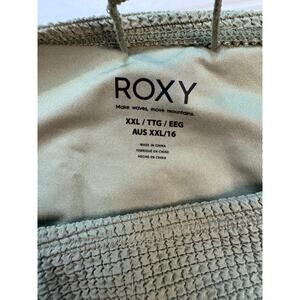 ROXY
Make waves, move mountains.
XXL / TTG / EEG
AUS XXL/16
MADE IN CHINA
FABRIQUÉ EN CHINE
HECHO EN CHINA